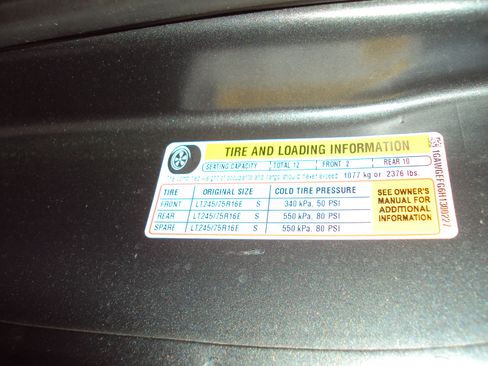 TIRE AND LOADING INFORMATION
SEATING CAPACITY TOTAL 12 FRONT 2 REAR 10
The combined weight of occupants and cargo should never exceed 1077 kg or 2376 lbs.
TIRE ORIGINAL SIZE COLD TIRE PRESSURE
FRONT LT245/75R16E S 340 kPa, 50 PSI
REAR LT245/75R16E S 550 kPa, 80 PSI
SPARE LT245/75R16E S 550 kPa, 80 PSI
SEE OWNER'S
MANUAL FOR
ADDITIONAL
INFORMATION